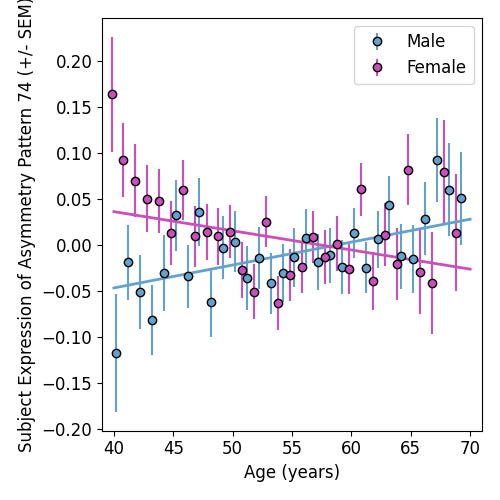 Male
Female
Subject Expression of Asymmetry Pattern 74 (+/- SEM)
0.20
0.15
0.10
0.05
0.00
−0.05
−0.10
−0.15
−0.20
40 45 50 55 60 65 70
Age (years)